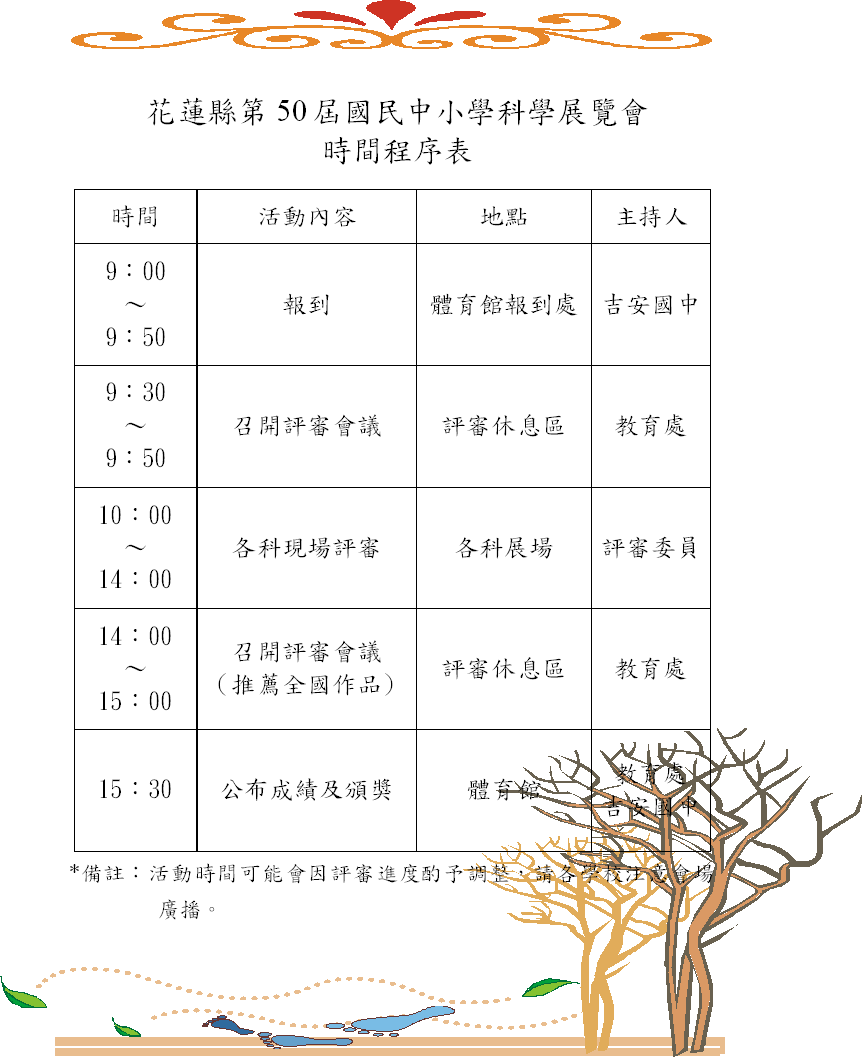 花蓮縣第 50 屆國民中小學科學展覽會
時間程序表
時間 活動內容 地點 主持人
9：00
～
9：50
報到 體育館報到處 吉安國中
9：30
～
9：50
召開評審會議 評審休息區 教育處
10：00
～
14：00
各科現場評審 各科展場 評審委員
14：00
～
15：00
召開評審會議
（推薦全國作品）
評審休息區 教育處
15：30 公布成績及頒獎 體育館
教育處
吉安國中
*備註：活動時間可能會因評審進度酌予調整，請各學校注意會場
廣播。